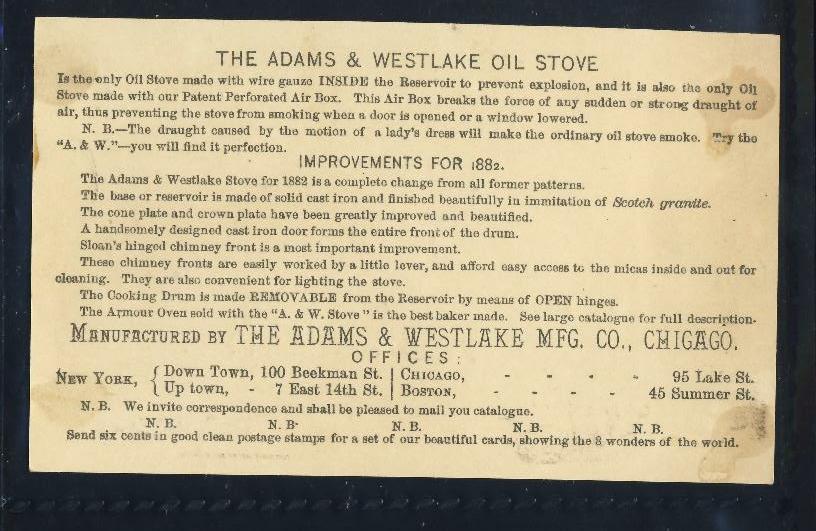 THE ADAMS & WESTLAKE OIL STOVE
Is the only Oil Stove made with wire gauze INSIDE the Reservoir to prevent explosion, and it is also the only Oil
Stove made with our Patent Perforated Air Box. This Air Box breaks the force of any sudden or strong draught of
air, thus preventing the stove from smoking when a door is opened or a window lowered.
N. B.—The draught caused by the motion of a lady's dress will make the ordinary oil stove smoke. Try the
"A. & W."—you will find it perfection.
IMPROVEMENTS FOR 1882.
The Adams & Westlake Stove for 1882 is a complete change from all former patterns.
The base or reservoir is made of solid cast iron and finished beautifully in immitation of Scotch granite.
The cone plate and crown plate have been greatly improved and beautified.
A handsomely designed cast iron door forms the entire front of the drum.
Sloan's hinged chimney front is a most important improvement.
These chimney fronts are easily worked by a little lever, and afford easy access to the micas inside and out for
cleaning. They are also convenient for lighting the stove.
The Cooking Drum is made REMOVABLE from the Reservoir by means of OPEN hinges.
The Armour Oven sold with the "A. & W. Stove" is the best baker made. See large catalogue for full description.
MANUFACTURED BY THE ADAMS & WESTLAKE MFG. CO., CHICAGO.
OFFICES:
NEW YORK, { Down Town, 100 Beekman St. | CHICAGO, - - - - 95 Lake St.
{ Up town, - 7 East 14th St. | BOSTON, - - - - 45 Summer St.
N. B. We invite correspondence and shall be pleased to mail you catalogue.
N. B. N. B. N. B. N. B. N. B.
Send six cents in good clean postage stamps for a set of our beautiful cards, showing the 8 wonders of the world.